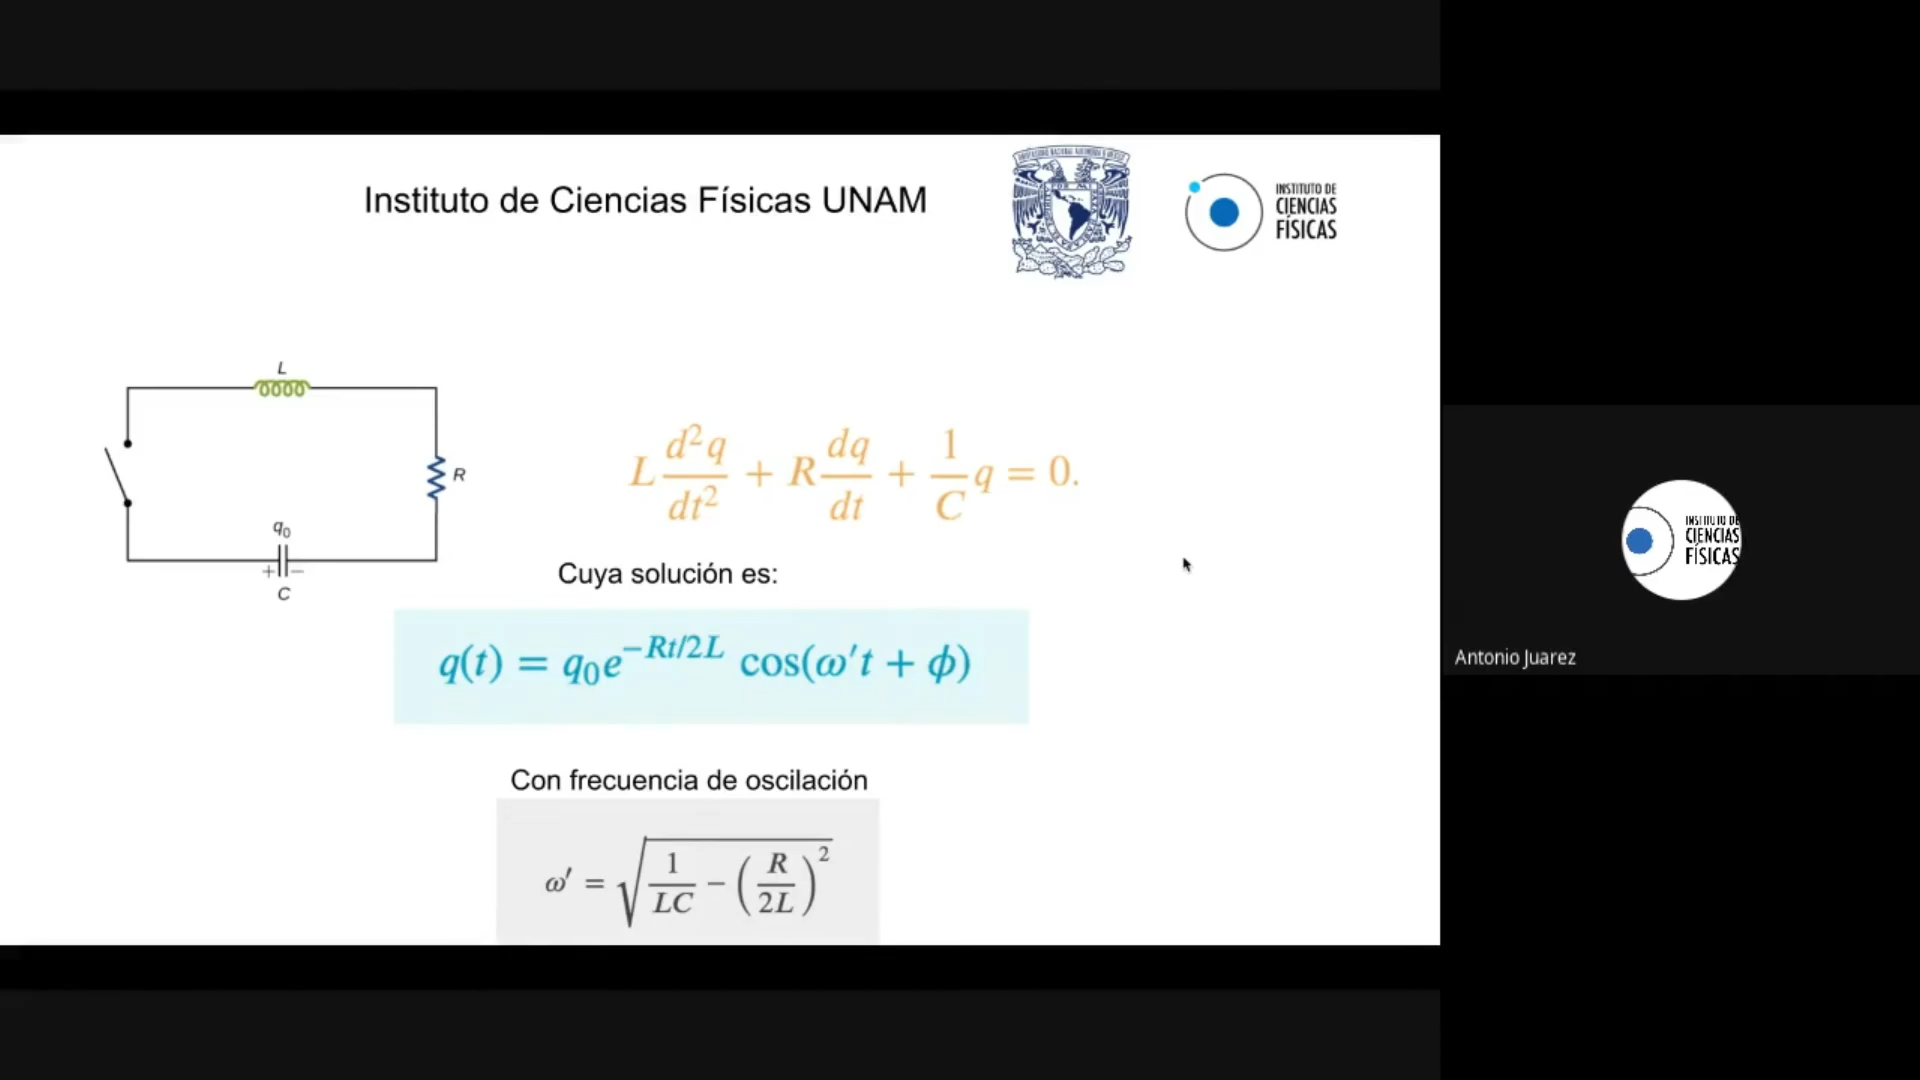 Instituto de Ciencias Físicas UNAM
INSTITUTO DE
CIENCIAS
FÍSICAS
L
R
q₀
+ −
C
L d²q/dt² + R dq/dt + 1/C q = 0.
Cuya solución es:
q(t) = q₀e^(−Rt/2L) cos(ω′t + ϕ)
Con frecuencia de oscilación
ω′ = √(1/LC − (R/2L)²)
INSTITUTO DE
CIENCIAS
FÍSICAS
Antonio Juarez